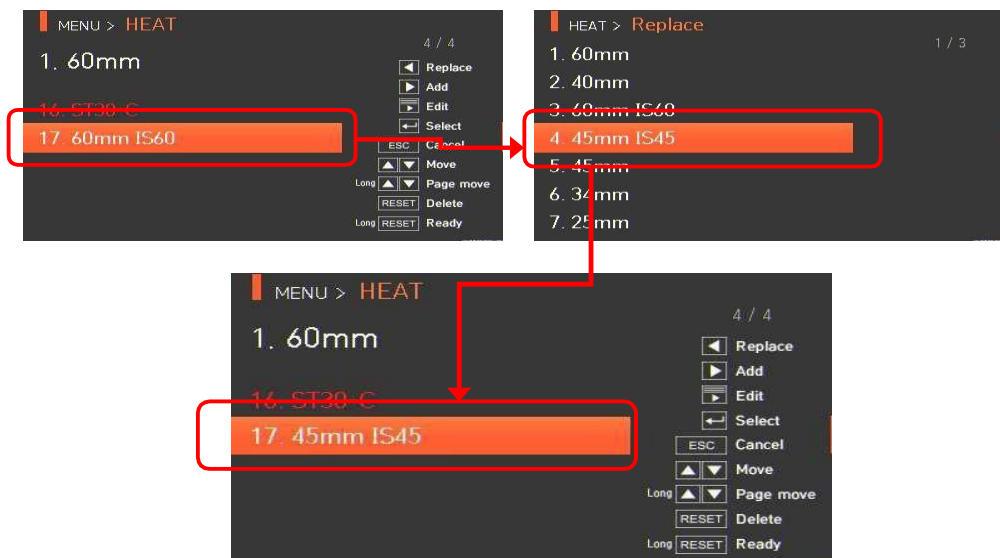 MENU > HEAT
4 / 4
1. 60mm
16. ST30-C
17. 60mm IS60
Replace
Add
Edit
Select
ESC Cancel
Move
Long Page move
RESET Delete
Long RESET Ready
HEAT > Replace
1 / 3
1. 60mm
2. 40mm
3. 60mm IS60
4. 45mm IS45
5. 45mm
6. 34mm
7. 25mm
MENU > HEAT
4 / 4
1. 60mm
16. ST30-C
17. 45mm IS45
Replace
Add
Edit
Select
ESC Cancel
Move
Long Page move
RESET Delete
Long RESET Ready